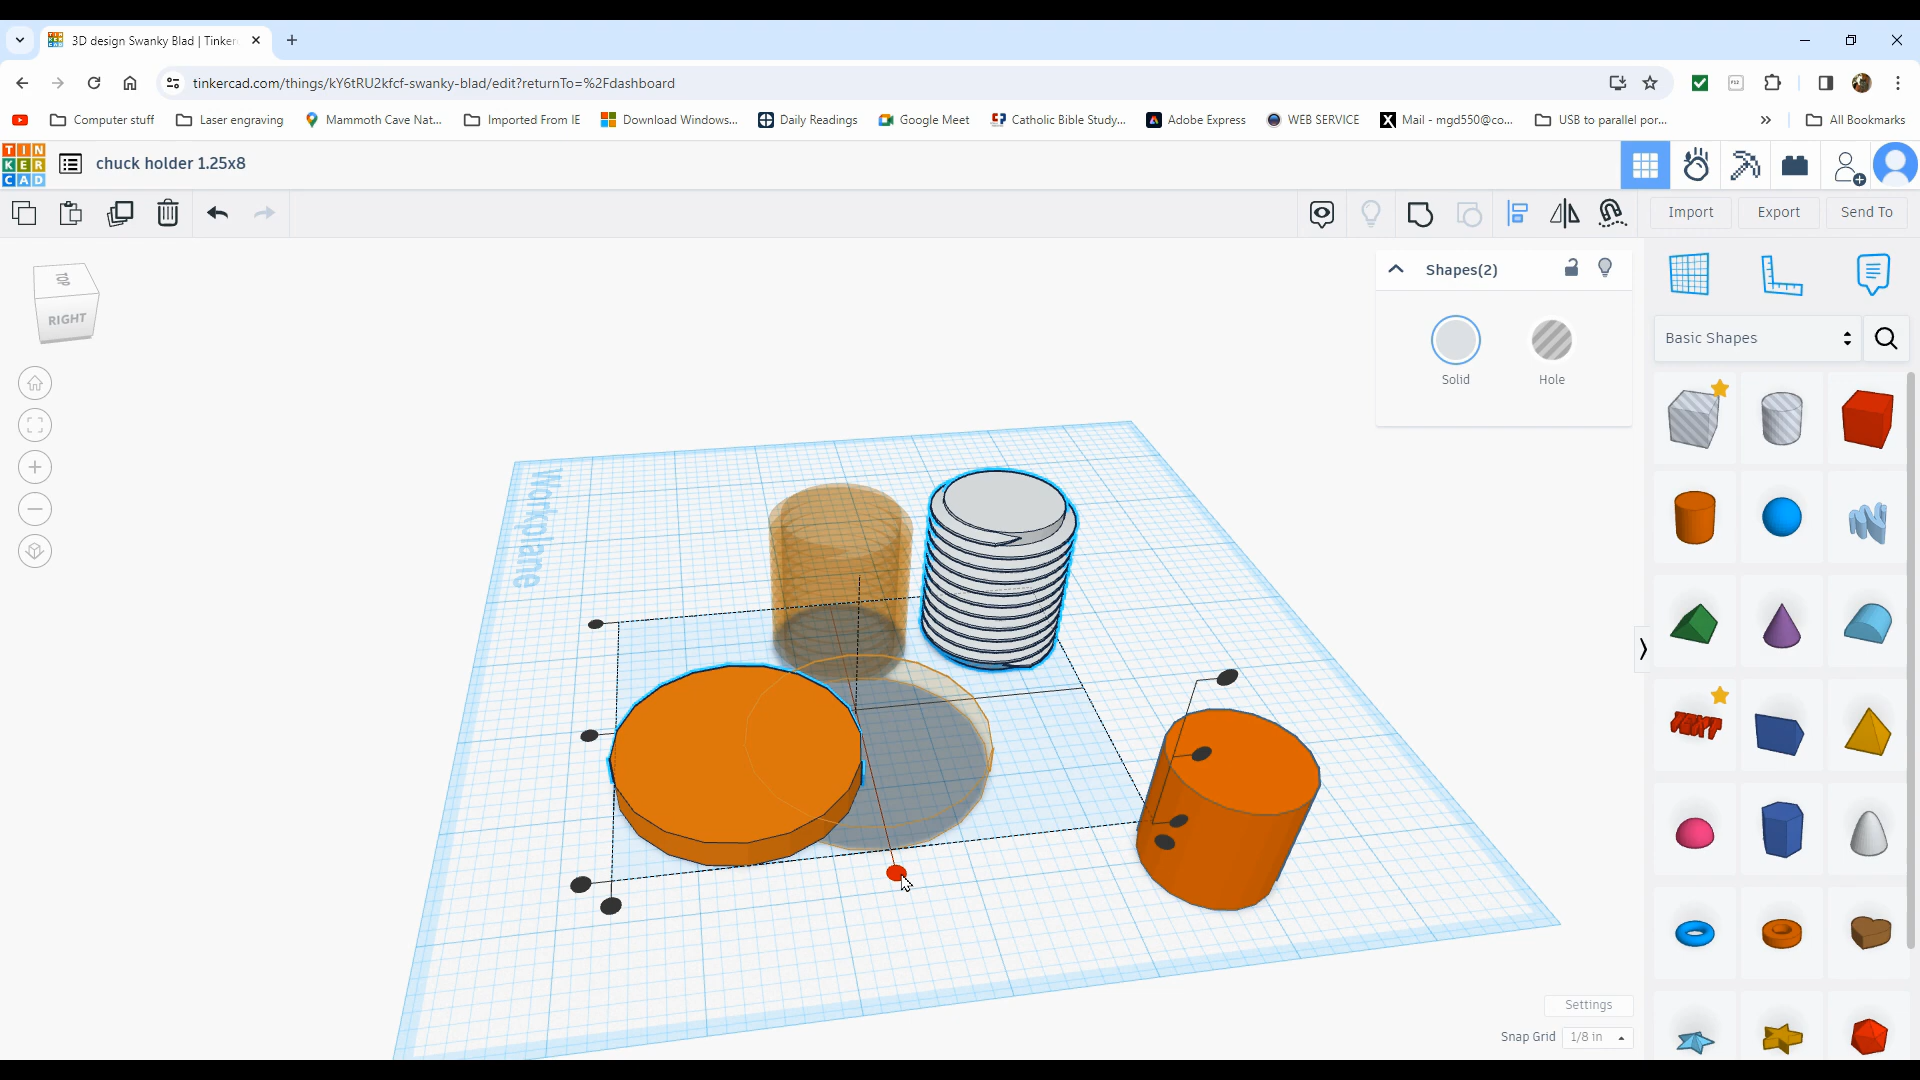 3D design Swanky Blad | Tinker
tinkercad.com/things/kY6tRU2kfcf-swanky-blad/edit?returnTo=%2Fdashboard
Computer stuff
Laser engraving
Mammoth Cave Nat...
Imported From IE
Download Windows...
Daily Readings
Google Meet
Catholic Bible Study...
Adobe Express
WEB SERVICE
Mail - mgd550@co...
USB to parallel por...
»
All Bookmarks
TIN
KER
CAD
chuck holder 1.25x8
Import
Export
Send To
TOP
RIGHT
Shapes(2)
Solid
Hole
Basic Shapes
Workplane
TEXT
Settings
Snap Grid
1/8 in